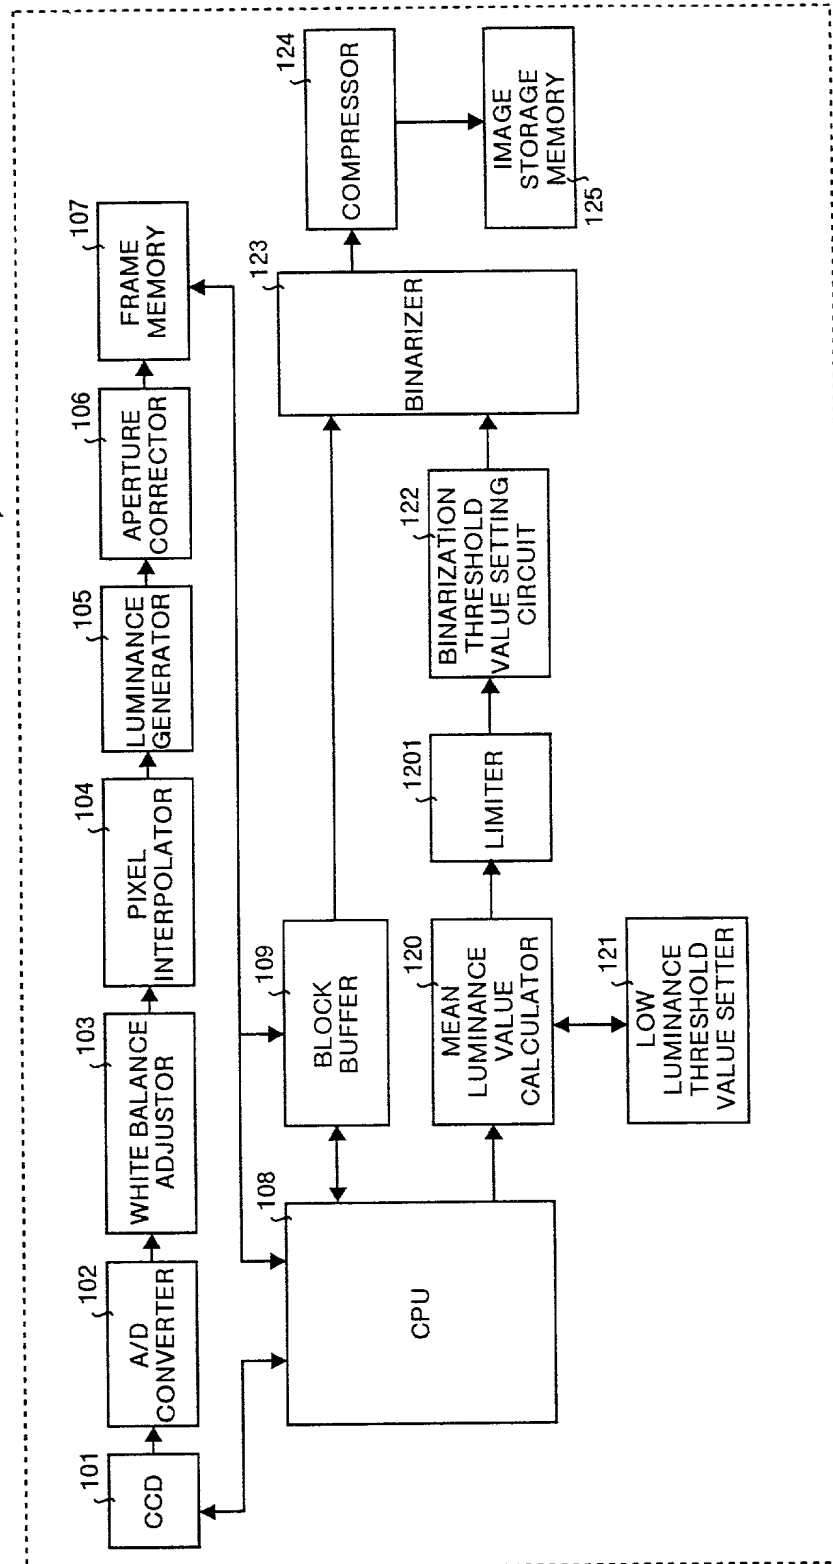 101
CCD
102
A/D
CONVERTER
103
WHITE BALANCE
ADJUSTOR
104
PIXEL
INTERPOLATOR
105
LUMINANCE
GENERATOR
106
APERTURE
CORRECTOR
107
FRAME
MEMORY
108
CPU
109
BLOCK
BUFFER
120
MEAN
LUMINANCE
VALUE
CALCULATOR
121
LOW
LUMINANCE
THRESHOLD
VALUE SETTER
1201
LIMITER
122
BINARIZATION
THRESHOLD
VALUE SETTING
CIRCUIT
123
BINARIZER
124
COMPRESSOR
IMAGE
STORAGE
MEMORY
125